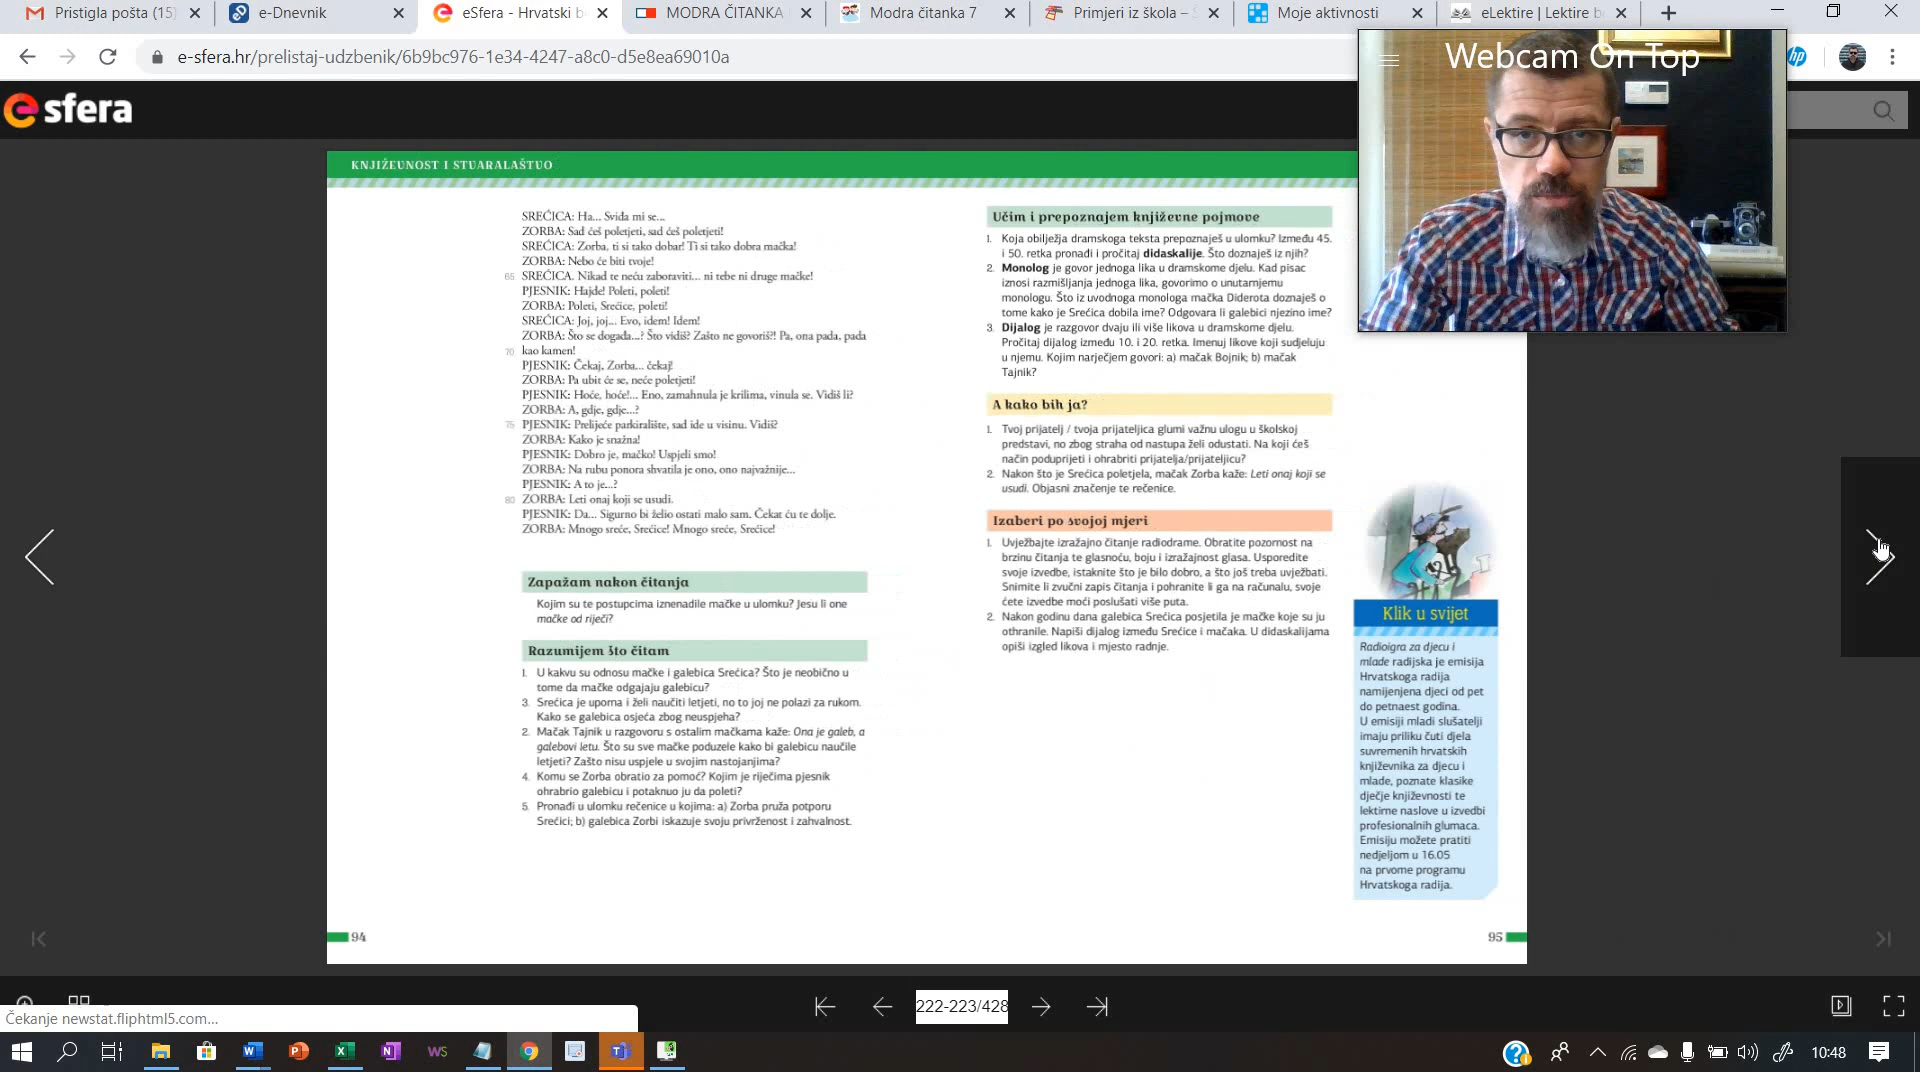 Pristigla pošta (15)
e-Dnevnik
eSfera - Hrvatski b
MODRA ČITANKA
Modra čitanka 7
Primjeri iz škola –
Moje aktivnosti
eLektire | Lektire b
e-sfera.hr/prelistaj-udzbenik/6b9bc976-1e34-4247-a8c0-d5e8ea69010a
Webcam On Top
hp
sfera
KNJIŽEVNOST I STVARALAŠTVO
SREĆICA: Ha... Sviđa mi se...
ZORBA: Sad ćeš poletjeti, sad ćeš poletjeti!
SREĆICA: Zorba, ti si tako dobar! Ti si tako dobra mačka!
ZORBA: Nebo će biti tvoje!
65 SREĆICA. Nikad te neću zaboraviti... ni tebe ni druge mačke!
PJESNIK: Hajde! Poleti, poleti!
ZORBA: Poleti, Srećice, poleti!
SREĆICA: Joj, joj... Evo, idem! Idem!
ZORBA: Što se događa...? Što vidiš? Zašto ne govoriš?! Pa, ona pada, pada
70 kao kamen!
PJESNIK: Čekaj, Zorba... čekaj!
ZORBA: Pa ubit će se, neće poletjeti!
PJESNIK: Hoće, hoće!... Eno, zamahnula je krilima, vinula se. Vidiš li?
ZORBA: A, gdje, gdje...?
75 PJESNIK: Prelijeće parkiralište, sad ide u visinu. Vidiš?
ZORBA: Kako je snažna!
PJESNIK: Dobro je, mačko! Uspjeli smo!
ZORBA: Na rubu ponora shvatila je ono, ono najvažnije...
PJESNIK: A to je...?
80 ZORBA: Leti onaj koji se usudi.
PJESNIK: Da... Sigurno bi želio ostati malo sam. Čekat ću te dolje.
ZORBA: Mnogo sreće, Srećice! Mnogo sreće, Srećice!
Zapažam nakon čitanja
Kojim su te postupcima iznenadile mačke u ulomku? Jesu li one
mačke od riječi?
Razumijem što čitam
1. U kakvu su odnosu mačke i galebica Srećica? Što je neobično u
tome da mačke odgajaju galebicu?
3. Srećica je uporna i želi naučiti letjeti, no to joj ne polazi za rukom.
Kako se galebica osjeća zbog neuspjeha?
2. Mačak Tajnik u razgovoru s ostalim mačkama kaže: Ona je galeb, a
galebovi letu. Što su sve mačke poduzele kako bi galebicu naučile
letjeti? Zašto nisu uspjele u svojim nastojanjima?
4. Komu se Zorba obratio za pomoć? Kojim je riječima pjesnik
ohrabrio galebicu i potaknuo ju da poleti?
5. Pronađi u ulomku rečenice u kojima: a) Zorba pruža potporu
Srećici; b) galebica Zorbi iskazuje svoju privrženost i zahvalnost.
94
Učim i prepoznajem književne pojmove
1. Koja obilježja dramskoga teksta prepoznaješ u ulomku? Između 45.
i 50. retka pronađi i pročitaj didaskalije. Što doznaješ iz njih?
2. Monolog je govor jednoga lika u dramskome djelu. Kad pisac
iznosi razmišljanja jednoga lika, govorimo o unutarnjemu
monologu. Što iz uvodnoga monologa mačka Diderota doznaješ o
tome kako je Srećica dobila ime? Odgovara li galebici njezino ime?
3. Dijalog je razgovor dvaju ili više likova u dramskome djelu.
Pročitaj dijalog između 10. i 20. retka. Imenuj likove koji sudjeluju
u njemu. Kojim narječjem govori: a) mačak Bojnik; b) mačak
Tajnik?
A kako bih ja?
1. Tvoj prijatelj / tvoja prijateljica glumi važnu ulogu u školskoj
predstavi, no zbog straha od nastupa želi odustati. Na koji ćeš
način poduprijeti i ohrabriti prijatelja/prijateljicu?
2. Nakon što je Srećica poletjela, mačak Zorba kaže: Leti onaj koji se
usudi. Objasni značenje te rečenice.
Izaberi po svojoj mjeri
1. Uvježbajte izražajno čitanje radiodrame. Obratite pozornost na
brzinu čitanja te glasnoću, boju i izražajnost glasa. Usporedite
svoje izvedbe, istaknite što je bilo dobro, a što još treba uvježbati.
Snimite li zvučni zapis čitanja i pohranite li ga na računalu, svoje
ćete izvedbe moći poslušati više puta.
2. Nakon godinu dana galebica Srećica posjetila je mačke koje su ju
othranile. Napiši dijalog između Srećice i mačaka. U didaskalijama
opiši izgled likova i mjesto radnje.
Klik u svijet
Radioigra za djecu i
mlade radijska je emisija
Hrvatskoga radija
namijenjena djeci od pet
do petnaest godina.
U emisiji mladi slušatelji
imaju priliku čuti djela
suvremenih hrvatskih
književnika za djecu i
mlade, poznate klasike
dječje književnosti te
lektirne naslove u izvedbi
profesionalnih glumaca.
Emisiju možete pratiti
nedjeljom u 16.05
na prvome programu
Hrvatskoga radija.
95
222-223/428
Čekanje newstat.fliphtml5.com...
10:48